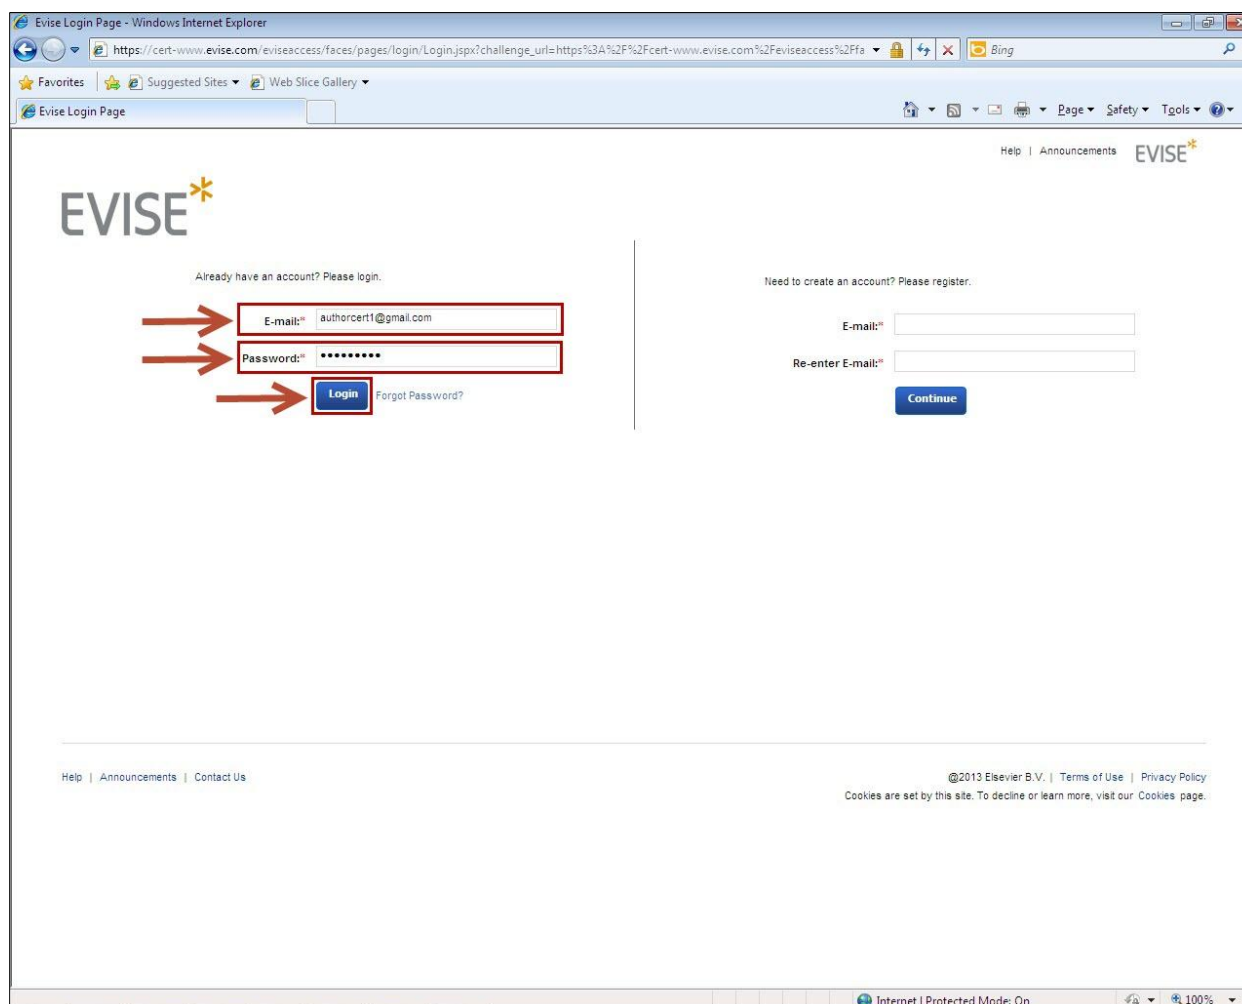 Evise Login Page - Windows Internet Explorer
https://cert-www.evise.com/eviseaccess/faces/pages/login/Login.jspx?challenge_url=https%3A%2F%2Fcert-www.evise.com%2Feviseaccess%2Ffa
Bing
Favorites
Suggested Sites
Web Slice Gallery
Evise Login Page
Page
Safety
Tools
Help | Announcements
EVISE
EVISE
Already have an account? Please login.
E-mail:*
authorcert1@gmail.com
Password:*
•••••••••
Login
Forgot Password?
Need to create an account? Please register.
E-mail:*
Re-enter E-mail:*
Continue
Help | Announcements | Contact Us
@2013 Elsevier B.V. | Terms of Use | Privacy Policy
Cookies are set by this site. To decline or learn more, visit our Cookies page.
Internet | Protected Mode: On
100%